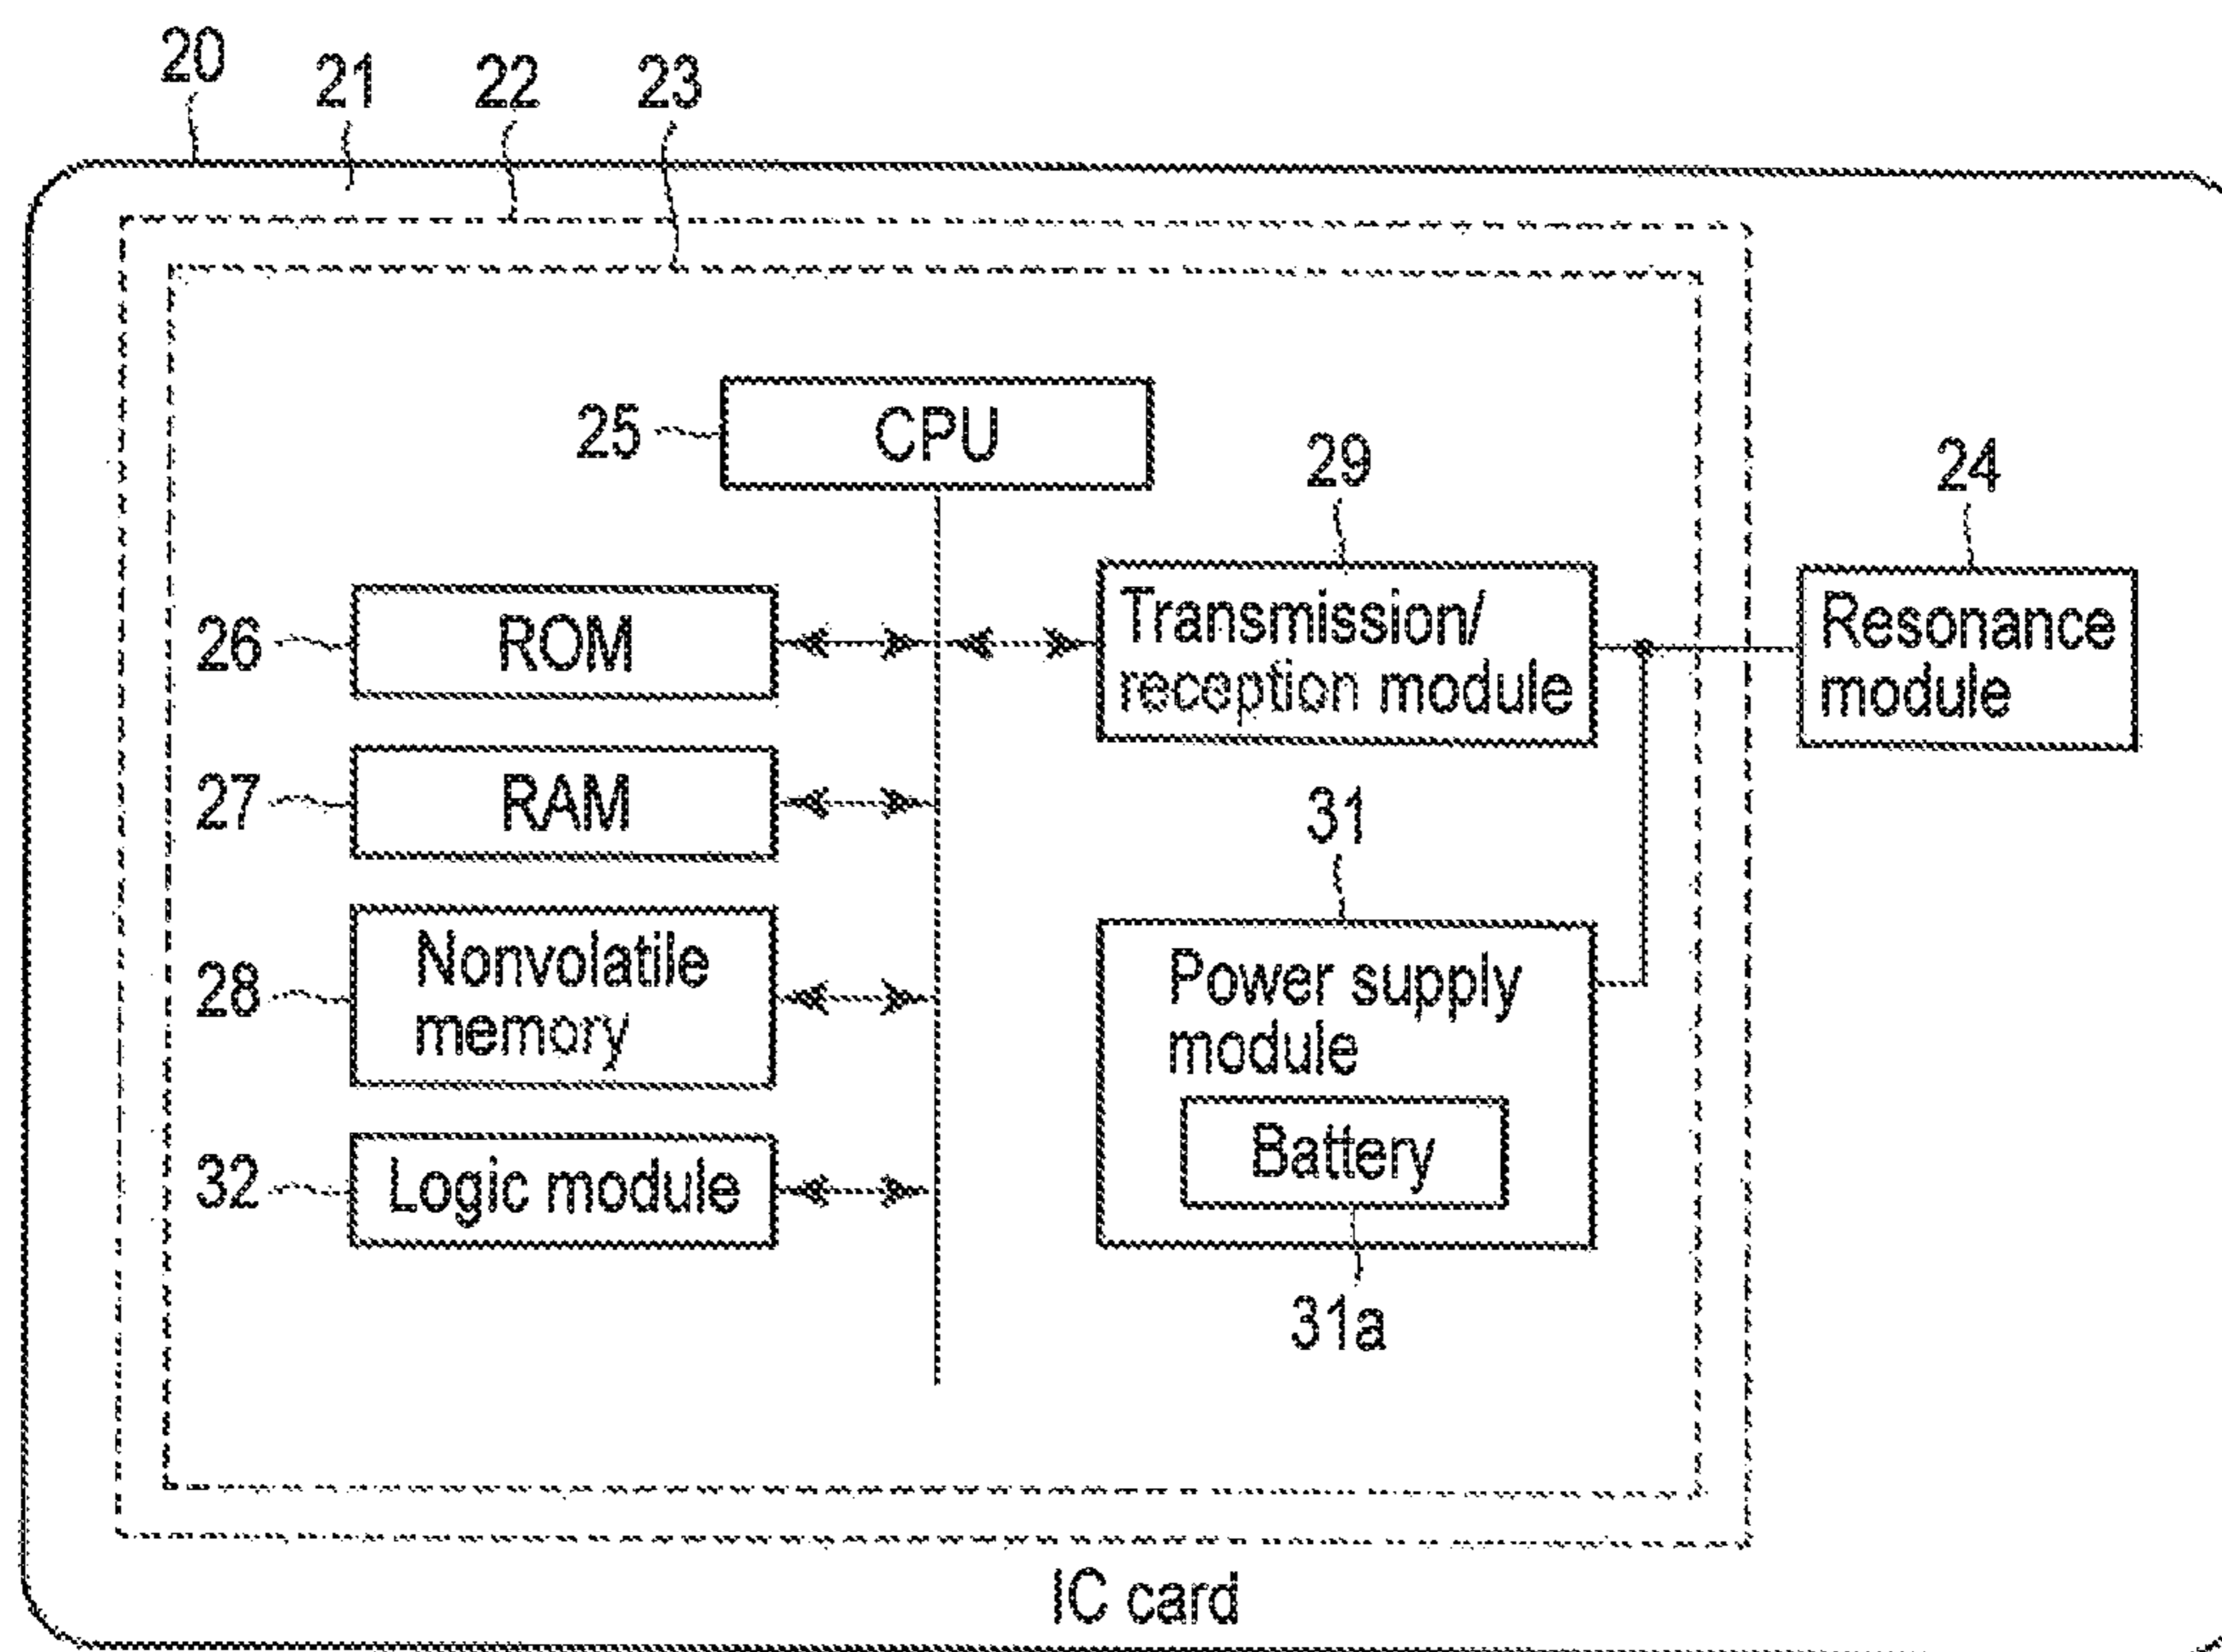 20
21
22
23
25
CPU
29
24
26
ROM
Transmission/
reception module
Resonance
module
27
RAM
31
28
Nonvolatile
memory
Power supply
module
32
Logic module
Battery
31a
IC card